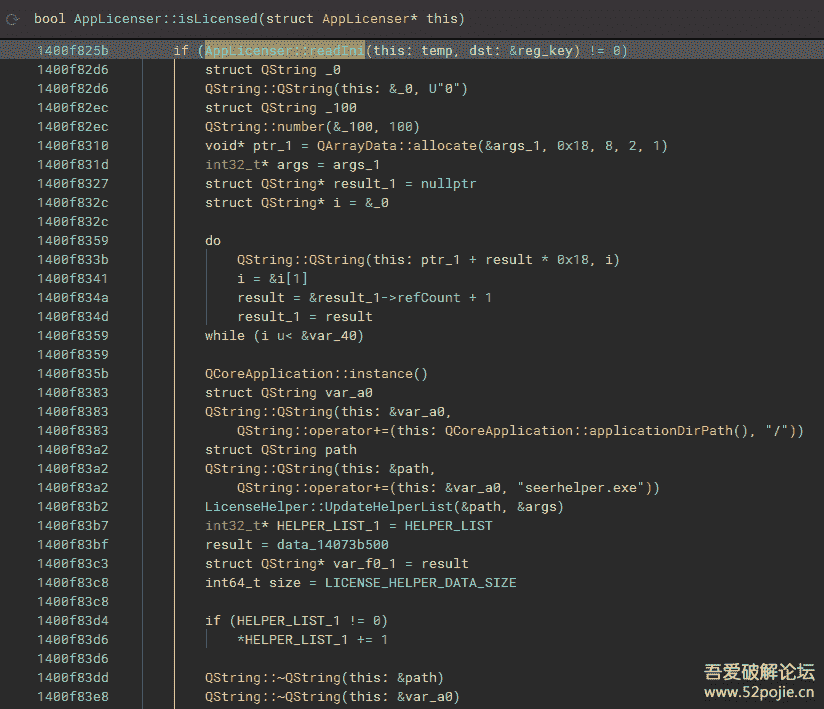 bool AppLicenser::isLicensed(struct AppLicenser* this)
1400f825b if (AppLicenser::readIni(this: temp, dst: &reg_key) != 0)
1400f82d6 struct QString _0
1400f82d6 QString::QString(this: &_0, U"0")
1400f82ec struct QString _100
1400f82ec QString::number(&_100, 100)
1400f8310 void* ptr_1 = QArrayData::allocate(&args_1, 0x18, 8, 2, 1)
1400f831d int32_t* args = args_1
1400f8327 struct QString* result_1 = nullptr
1400f832c struct QString* i = &_0
1400f832c
1400f8359 do
1400f833b QString::QString(this: ptr_1 + result * 0x18, i)
1400f8341 i = &i[1]
1400f834a result = &result_1->refCount + 1
1400f834d result_1 = result
1400f8359 while (i u< &var_40)
1400f8359
1400f835b QCoreApplication::instance()
1400f8383 struct QString var_a0
1400f8383 QString::QString(this: &var_a0,
1400f8383 QString::operator+=(this: QCoreApplication::applicationDirPath(), "/"))
1400f83a2 struct QString path
1400f83a2 QString::QString(this: &path,
1400f83a2 QString::operator+=(this: &var_a0, "seerhelper.exe"))
1400f83b2 LicenseHelper::UpdateHelperList(&path, &args)
1400f83b7 int32_t* HELPER_LIST_1 = HELPER_LIST
1400f83bf result = data_14073b500
1400f83c3 struct QString* var_f0_1 = result
1400f83c8 int64_t size = LICENSE_HELPER_DATA_SIZE
1400f83c8
1400f83d4 if (HELPER_LIST_1 != 0)
1400f83d6 *HELPER_LIST_1 += 1
1400f83d6
1400f83dd QString::~QString(this: &path)
1400f83e8 QString::~QString(this: &var_a0)
吾爱破解论坛
www.52pojie.cn